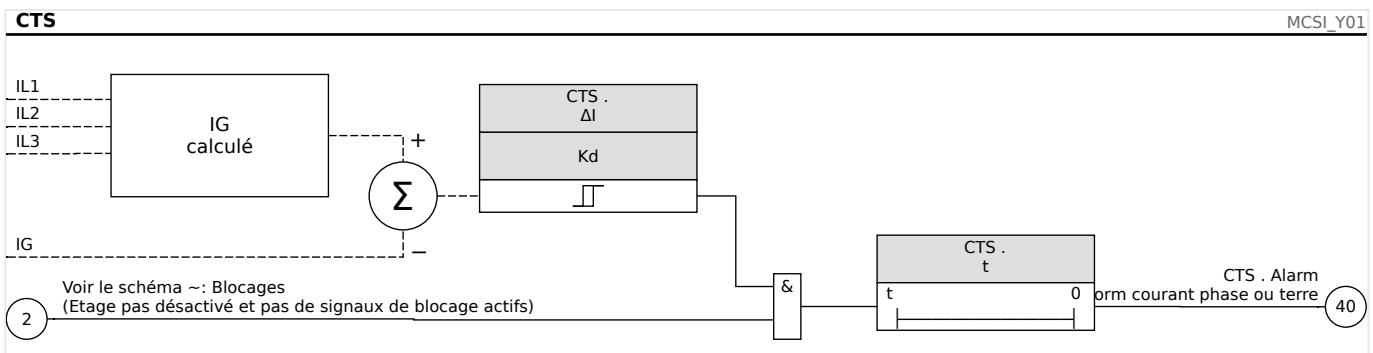 CTS
MCSI_Y01
IL1
IL2
IL3
IG
calculé
+
Σ
−
IG
CTS .
ΔI
Kd
Voir le schéma ~: Blocages
(Etage pas désactivé et pas de signaux de blocage actifs)
2
&
CTS .
t
t 0
CTS . Alarm
orm courant phase ou terre
40